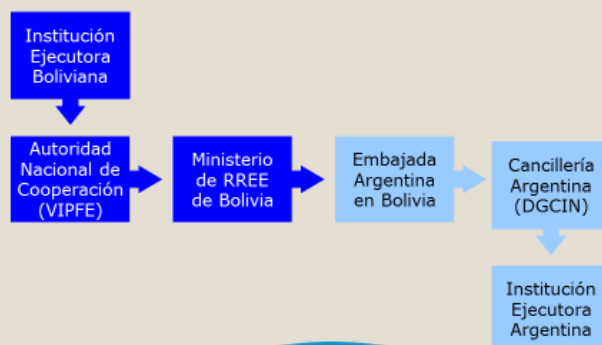 Institución
Ejecutora
Boliviana
Autoridad
Nacional de
Cooperación
(VIPFE)
Ministerio
de RREE
de Bolivia
Embajada
Argentina
en Bolivia
Cancillería
Argentina
(DGCIN)
Institución
Ejecutora
Argentina